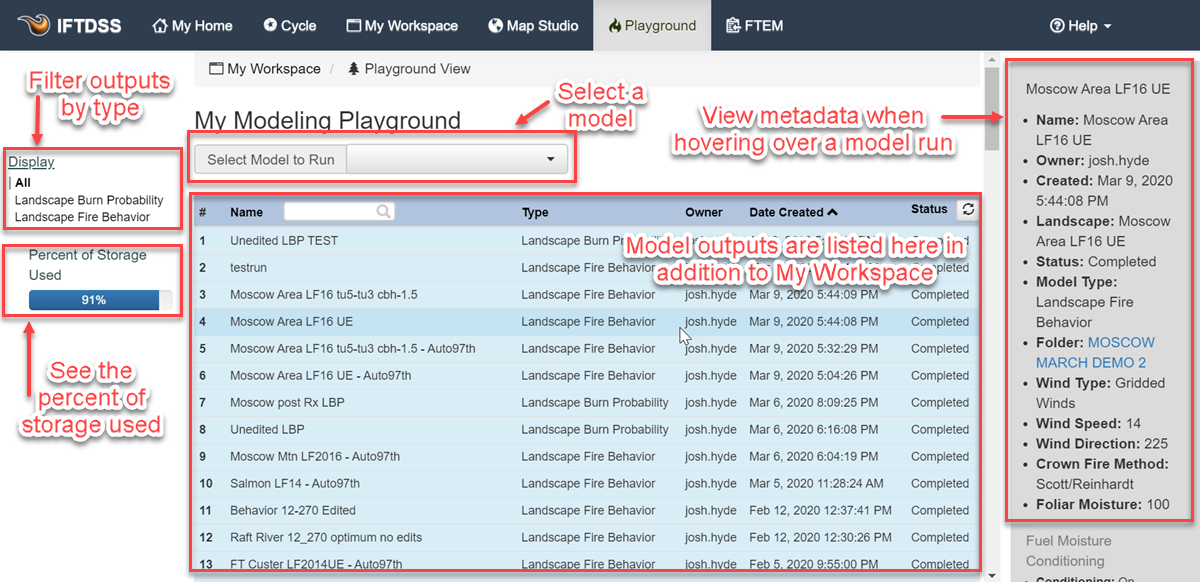 IFTDSS My Home Cycle My Workspace Map Studio Playground FTEM Help
Filter outputs
by type
Display
All
Landscape Burn Probability
Landscape Fire Behavior
Percent of Storage
Used
91%
See the
percent of
storage used
My Workspace / Playground View
My Modeling Playground
Select a
model
Select Model to Run
View metadata when
hovering over a model run
# Name Type Owner Date Created Status
Model outputs are listed here in
addition to My Workspace
1 Unedited LBP TEST Landscape Burn
2 testrun Landscape Fire Behavior Completed
3 Moscow Area LF16 tu5-tu3 cbh-1.5 Landscape Fire Behavior josh.hyde Mar 9, 2020 5:44:09 PM Completed
4 Moscow Area LF16 UE Landscape Fire Behavior josh.hyde Mar 9, 2020 5:44:08 PM Completed
5 Moscow Area LF16 tu5-tu3 cbh-1.5 - Auto97th Landscape Fire Behavior josh.hyde Mar 9, 2020 5:32:29 PM Completed
6 Moscow Area LF16 UE - Auto97th Landscape Fire Behavior josh.hyde Mar 9, 2020 5:04:26 PM Completed
7 Moscow post Rx LBP Landscape Burn Probability josh.hyde Mar 6, 2020 8:09:25 PM Completed
8 Unedited LBP Landscape Burn Probability josh.hyde Mar 6, 2020 6:16:08 PM Completed
9 Moscow Mtn LF2016 - Auto97th Landscape Fire Behavior josh.hyde Mar 6, 2020 6:04:19 PM Completed
10 Salmon LF14 - Auto97th Landscape Fire Behavior josh.hyde Mar 5, 2020 11:28:24 AM Completed
11 Behavior 12-270 Edited Landscape Fire Behavior josh.hyde Feb 12, 2020 12:37:41 PM Completed
12 Raft River 12_270 optimum no edits Landscape Fire Behavior josh.hyde Feb 12, 2020 12:30:26 PM Completed
13 FT Custer LF2014UE - Auto97th Landscape Fire Behavior josh.hyde Feb 5, 2020 9:55:00 PM Completed
Moscow Area LF16 UE
• Name: Moscow Area
LF16 UE
• Owner: josh.hyde
• Created: Mar 9, 2020
5:44:08 PM
• Landscape: Moscow
Area LF16 UE
• Status: Completed
• Model Type:
Landscape Fire
Behavior
• Folder: MOSCOW
MARCH DEMO 2
• Wind Type: Gridded
Winds
• Wind Speed: 14
• Wind Direction: 225
• Crown Fire Method:
Scott/Reinhardt
• Foliar Moisture: 100
Fuel Moisture
Conditioning
• Conditioning: On